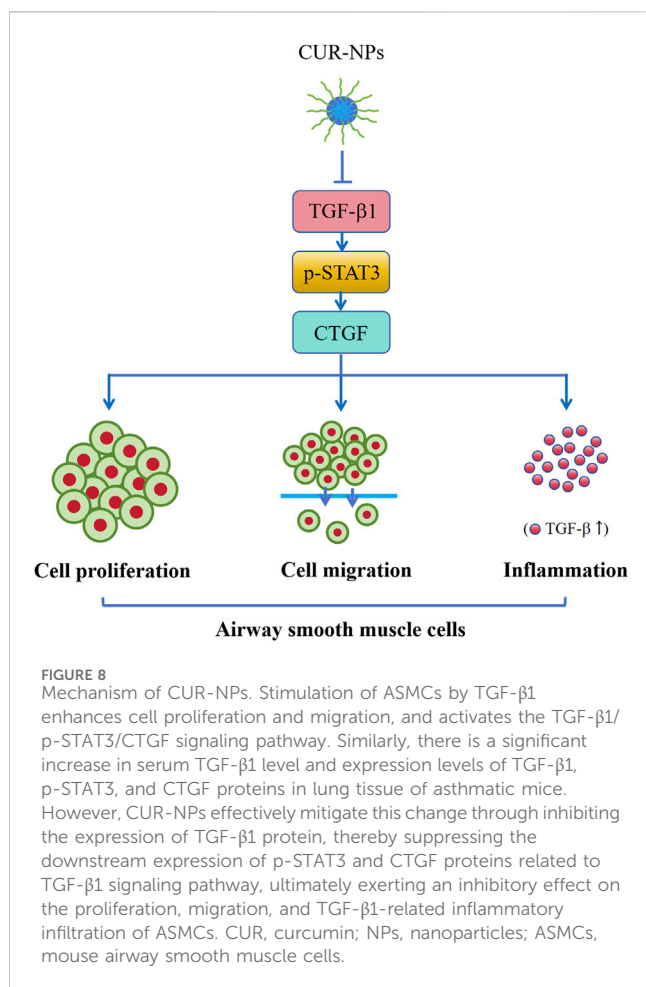 CUR-NPs
TGF-β1
p-STAT3
CTGF
(TGF-β ↑)
Cell proliferation Cell migration Inflammation
Airway smooth muscle cells
FIGURE 8
Mechanism of CUR-NPs. Stimulation of ASMCs by TGF-β1
enhances cell proliferation and migration, and activates the TGF-β1/
p-STAT3/CTGF signaling pathway. Similarly, there is a significant
increase in serum TGF-β1 level and expression levels of TGF-β1,
p-STAT3, and CTGF proteins in lung tissue of asthmatic mice.
However, CUR-NPs effectively mitigate this change through inhibiting
the expression of TGF-β1 protein, thereby suppressing the
downstream expression of p-STAT3 and CTGF proteins related to
TGF-β1 signaling pathway, ultimately exerting an inhibitory effect on
the proliferation, migration, and TGF-β1-related inflammatory
infiltration of ASMCs. CUR, curcumin; NPs, nanoparticles; ASMCs,
mouse airway smooth muscle cells.